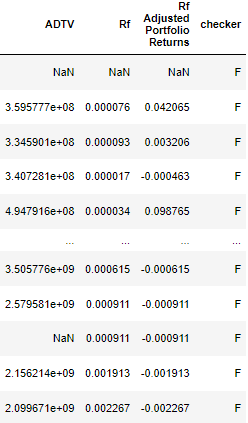 ADTV Rf Rf Adjusted Portfolio Returns checker
NaN NaN NaN F
3.595777e+08 0.000076 0.042065 F
3.345901e+08 0.000093 0.003206 F
3.407281e+08 0.000017 -0.000463 F
4.947916e+08 0.000034 0.098765 F
... ... ... ...
3.505776e+09 0.000615 -0.000615 F
2.579581e+09 0.000911 -0.000911 F
NaN 0.000911 -0.000911 F
2.156214e+09 0.001913 -0.001913 F
2.099671e+09 0.002267 -0.002267 F